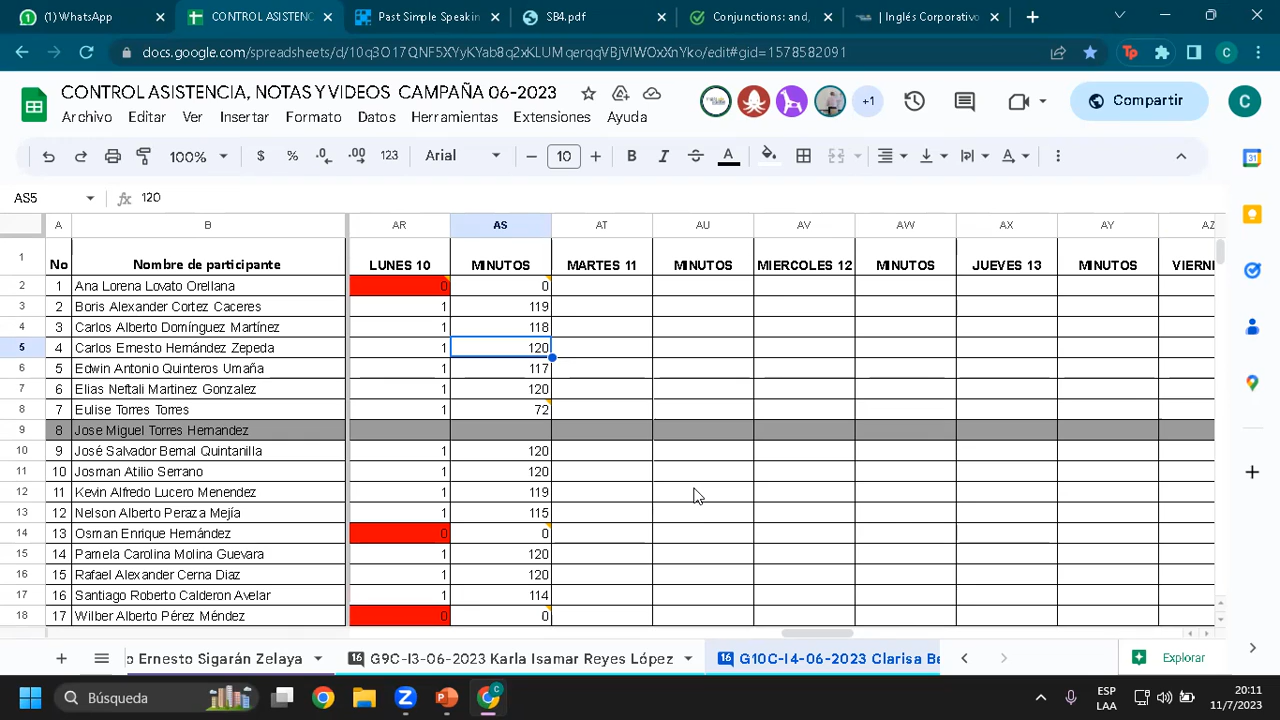 (1) WhatsApp
CONTROL ASISTENC
Past Simple Speakin
SB4.pdf
Conjunctions: and,
| Inglés Corporativo
docs.google.com/spreadsheets/d/10q3O17QNF5XYyKYab8q2xKLUMqerqqVBjVIWOxXnYko/edit#gid=1578582091
C
CONTROL ASISTENCIA, NOTAS Y VIDEOS CAMPAÑA 06-2023
+1
Compartir
C
Archivo Editar Ver Insertar Formato Datos Herramientas Extensiones Ayuda
100% $ % .0 .00 123 Arial 10 B I S A
AS5 fx 120
A B AR AS AT AU AV AW AX AY AZ
1 No Nombre de participante LUNES 10 MINUTOS MARTES 11 MINUTOS MIERCOLES 12 MINUTOS JUEVES 13 MINUTOS VIERNE
2 1 Ana Lorena Lovato Orellana 0 0
3 2 Boris Alexander Cortez Caceres 1 119
4 3 Carlos Alberto Domínguez Martínez 1 118
5 4 Carlos Ernesto Hernández Zepeda 1 120
6 5 Edwin Antonio Quinteros Umaña 1 117
7 6 Elias Neftali Martinez Gonzalez 1 120
8 7 Eulise Torres Torres 1 72
9 8 Jose Miguel Torres Hernandez
10 9 José Salvador Bernal Quintanilla 1 120
11 10 Josman Atilio Serrano 1 120
12 11 Kevin Alfredo Lucero Menendez 1 119
13 12 Nelson Alberto Peraza Mejía 1 115
14 13 Osman Enrique Hernández 0 0
15 14 Pamela Carolina Molina Guevara 1 120
16 15 Rafael Alexander Cerna Diaz 1 120
17 16 Santiago Roberto Calderon Avelar 1 114
18 17 Wilber Alberto Pérez Méndez 0 0
o Ernesto Sigarán Zelaya 16 G9C-I3-06-2023 Karla Isamar Reyes López 16 G10C-I4-06-2023 Clarisa Be Explorar
Búsqueda
ESP
LAA
20:11
11/7/2023